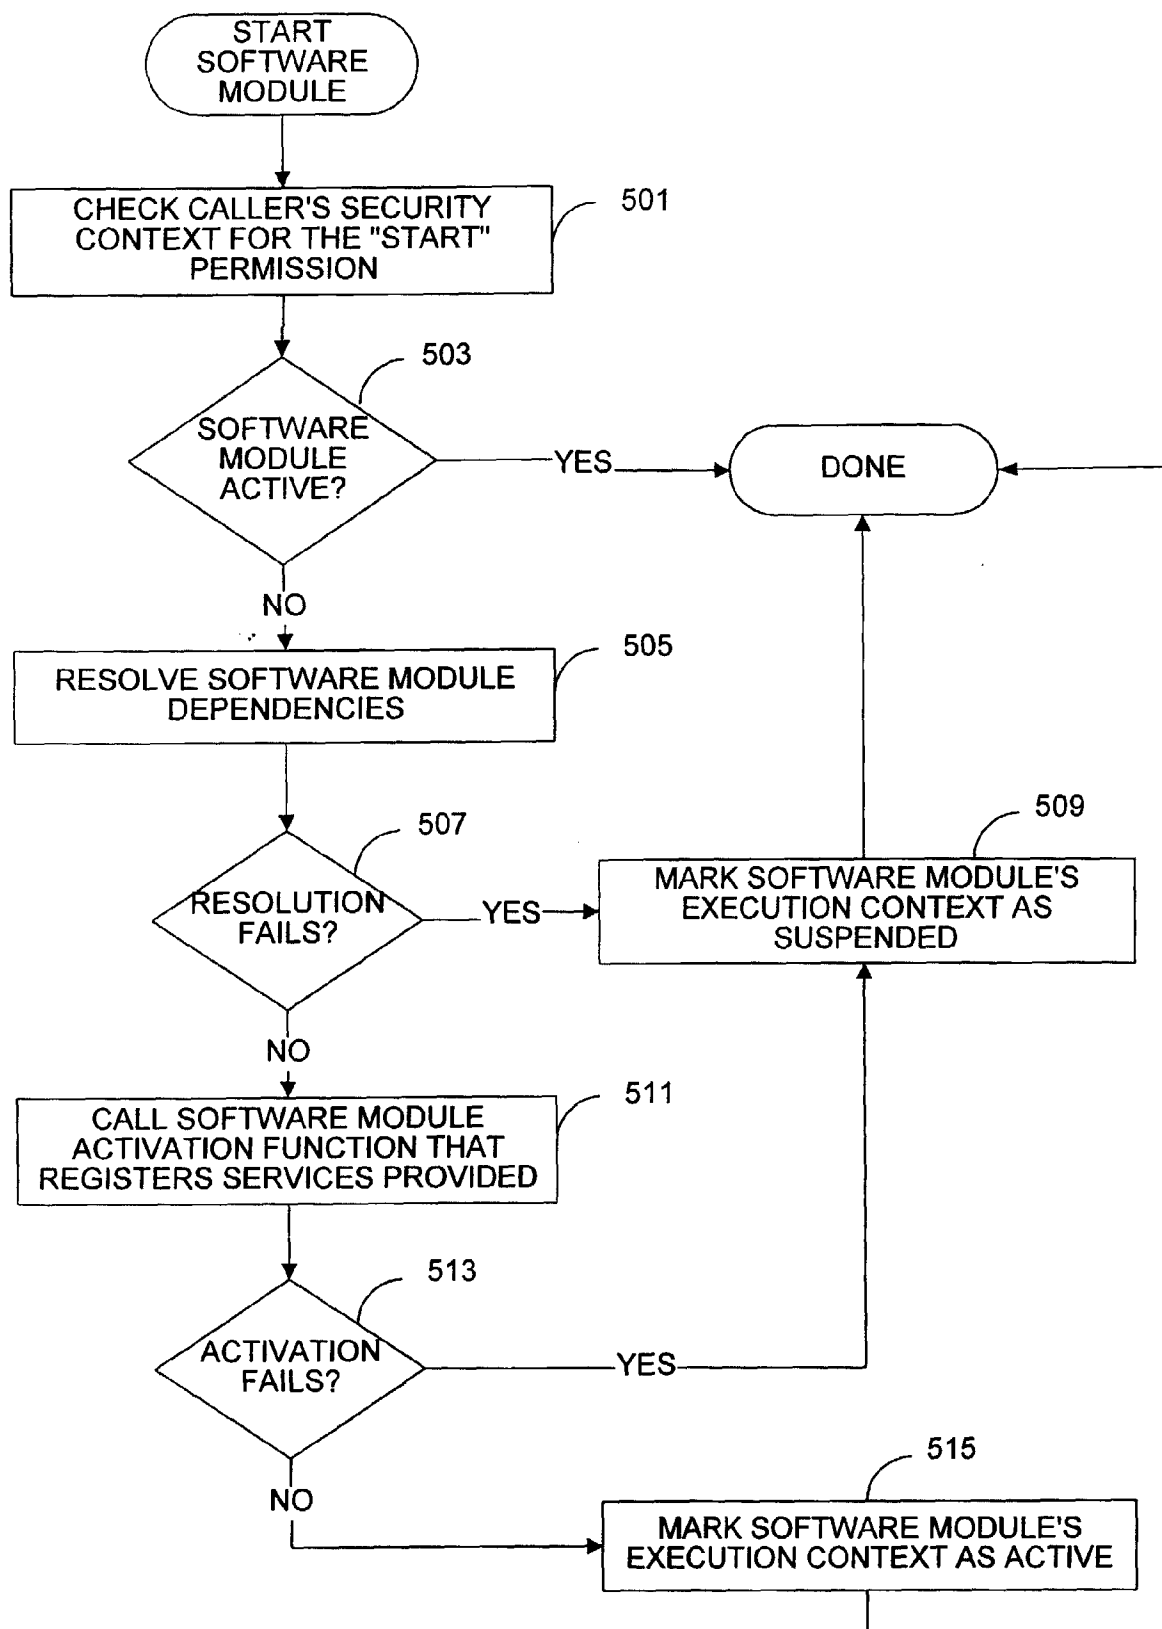 START
SOFTWARE
MODULE
CHECK CALLER'S SECURITY
CONTEXT FOR THE "START"
PERMISSION
501
503
SOFTWARE
MODULE
ACTIVE?
YES
DONE
NO
505
RESOLVE SOFTWARE MODULE
DEPENDENCIES
507
RESOLUTION
FAILS?
YES
509
MARK SOFTWARE MODULE'S
EXECUTION CONTEXT AS
SUSPENDED
NO
511
CALL SOFTWARE MODULE
ACTIVATION FUNCTION THAT
REGISTERS SERVICES PROVIDED
513
ACTIVATION
FAILS?
YES
NO
515
MARK SOFTWARE MODULE'S
EXECUTION CONTEXT AS ACTIVE